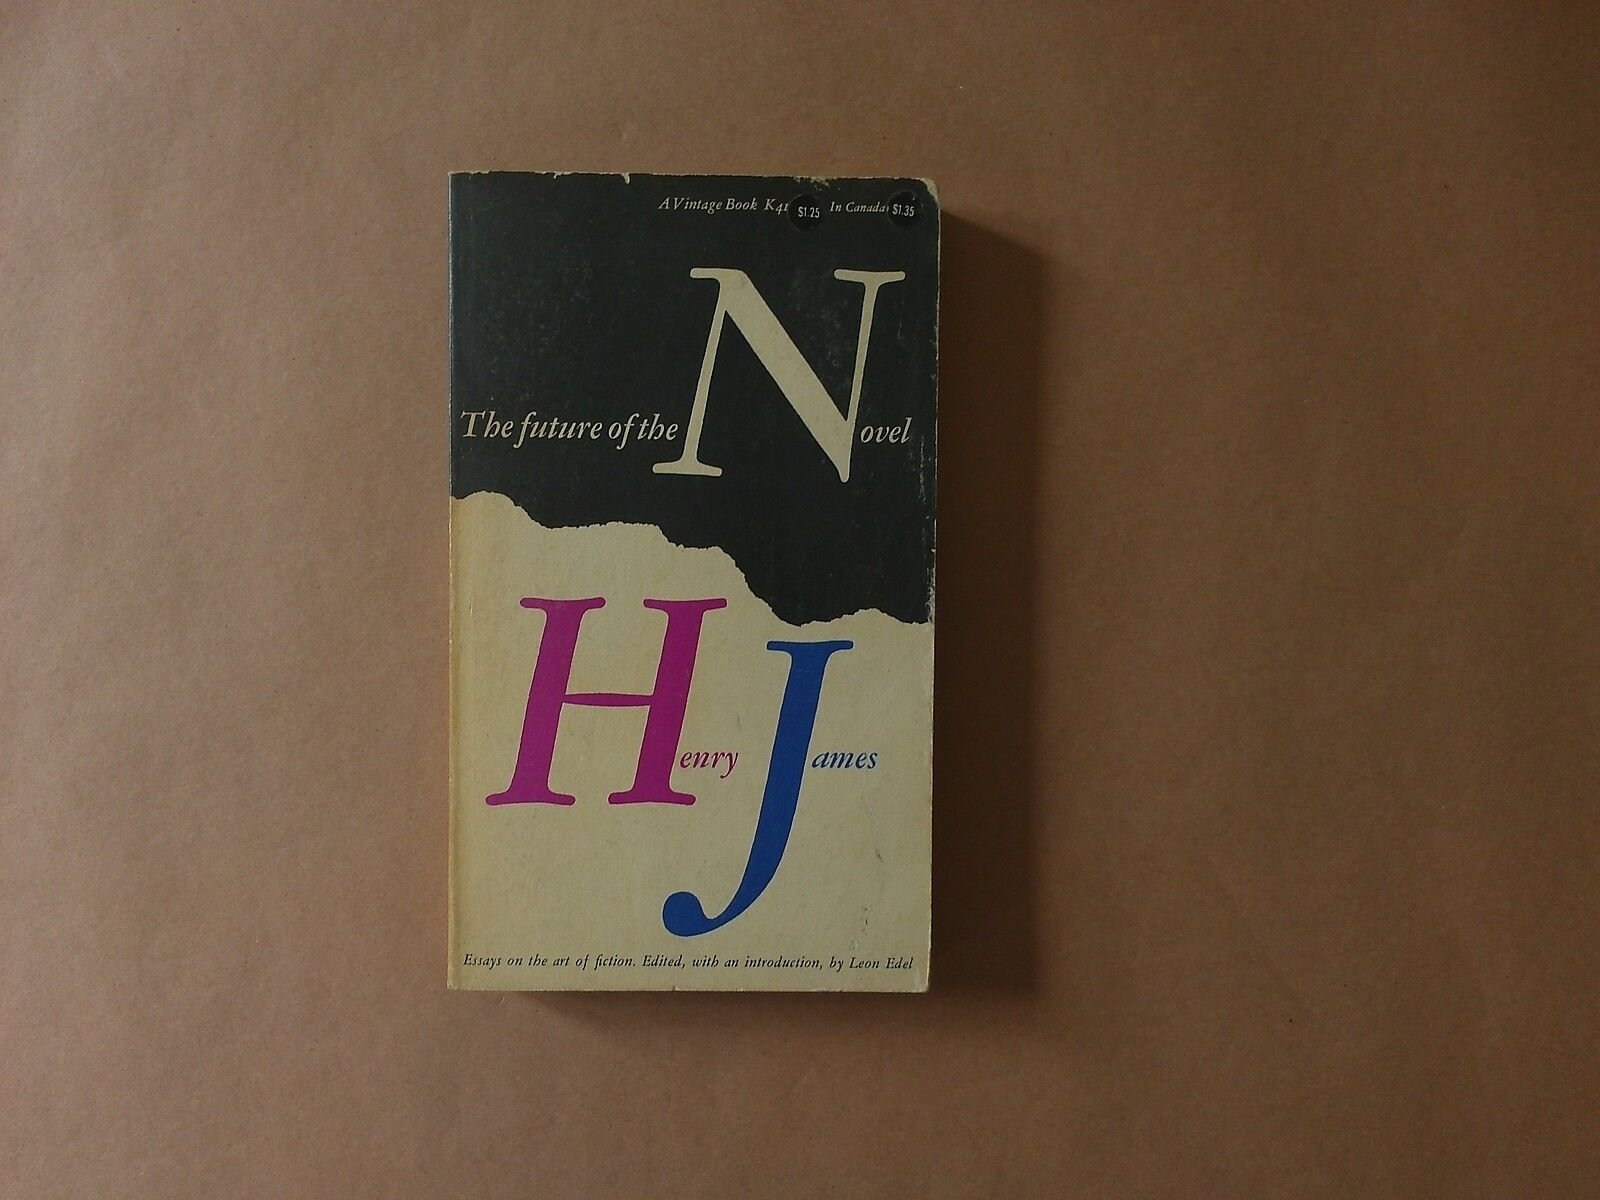 A Vintage Book K41 $1.25 In Canada $1.35
The future of the Novel
Henry James
Essays on the art of fiction. Edited, with an introduction, by Leon Edel